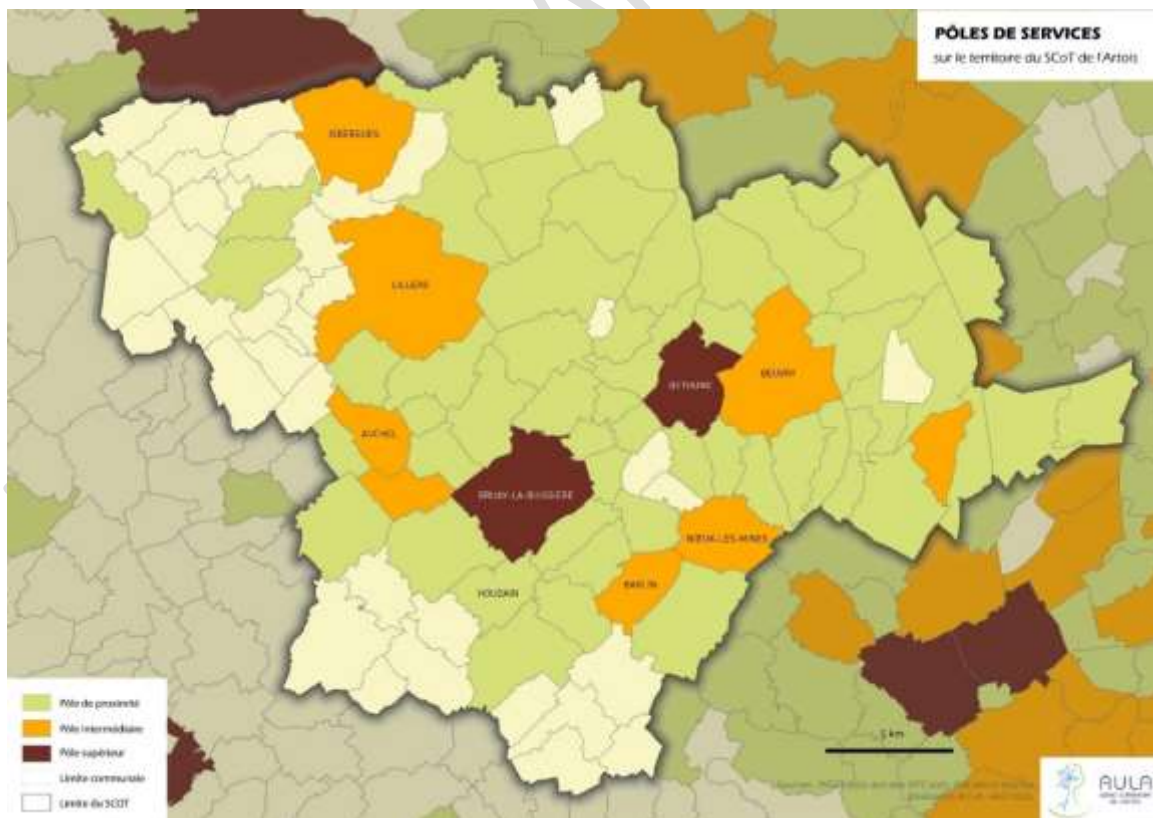 PÔLES DE SERVICES
sur le territoire du SCoT de l'Artois
ISBERGUES
LILLERS
BÉTHUNE
BEUVRY
AUCHEL
BRUAY-LA-BUISSIÈRE
NŒUX-LES-MINES
BARLIN
HOUDAIN
Pôle de proximité
Pôle intermédiaire
Pôle supérieur
Limite communale
Limite du SCOT
5 km
AULA